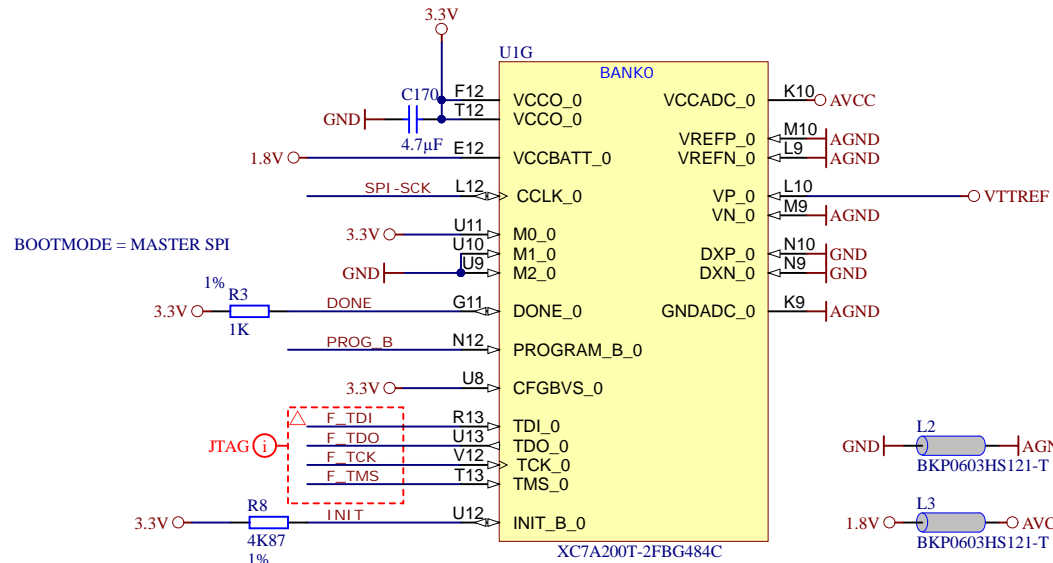 3.3V
U1G
BANK0
C170
GND
4.7µF
F12 VCCO_0
T12 VCCO_0
VCCADC_0 K10 AVCC
VREFP_0 M10 AGND
1.8V E12 VCCBATT_0
VREFN_0 L9 AGND
SPI-SCK L12 CCLK_0
VP_0 L10 VTTREF
VN_0 M9 AGND
BOOTMODE = MASTER SPI
3.3V U11 M0_0
U10 M1_0
GND U9 M2_0
DXP_0 N10 GND
DXN_0 N9 GND
1%
R3
3.3V DONE G11 DONE_0
1K
GNDADC_0 K9 AGND
PROG_B N12 PROGRAM_B_0
3.3V U8 CFGBVS_0
JTAG
i
F_TDI R13 TDI_0
F_TDO U13 TDO_0
F_TCK V12 TCK_0
F_TMS T13 TMS_0
L2
GND AGN
BKP0603HS121-T
R8
3.3V INIT U12 INIT_B_0
4K87
1%
L3
1.8V AVC
BKP0603HS121-T
XC7A200T-2FBG484C